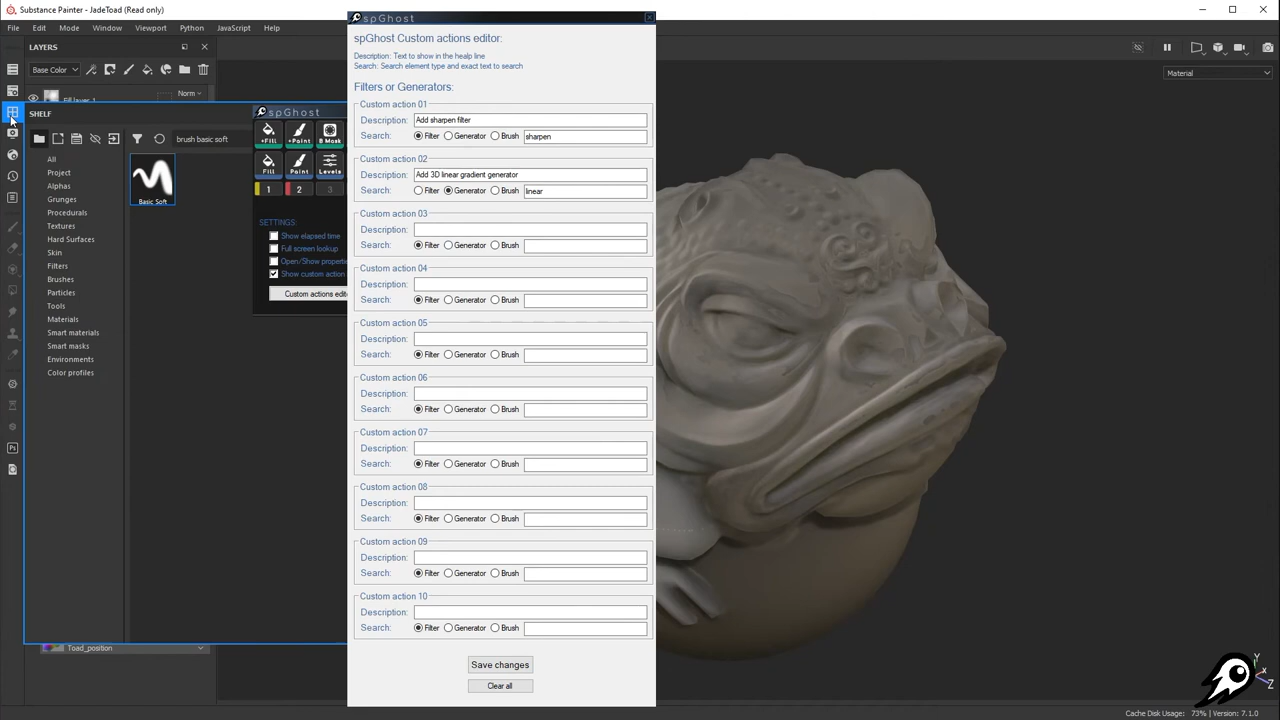 Substance Painter - JadeToad (Read only)
File Edit Mode Window Viewport Python JavaScript Help
LAYERS
Base Color
Norm
Fill layer 1
Material
SHELF
brush basic soft
All
Project
Alphas
Grunges
Procedurals
Textures
Hard Surfaces
Skin
Filters
Brushes
Particles
Tools
Materials
Smart materials
Smart masks
Environments
Color profiles
Basic Soft
Toad_position
Ps
spGhost
+Fill +Paint B Mask
Fill Paint Levels
1 2 3
SETTINGS:
Show elapsed time
Full screen lookup
Open/Show
Show custom action
Custom actions
spGhost
spGhost Custom actions editor:
Description: Text to show in the healp line
Search: Search element type and exact text to search
Filters or Generators:
Custom action 01
Description: Add sharpen filter
Search: Filter Generator Brush sharpen
Custom action 02
Description: Add 3D linear gradient generator
Search: Filter Generator Brush linear
Custom action 03
Description:
Search: Filter Generator Brush
Custom action 04
Description:
Search: Filter Generator Brush
Custom action 05
Description:
Search: Filter Generator Brush
Custom action 06
Description:
Search: Filter Generator Brush
Custom action 07
Description:
Search: Filter Generator Brush
Custom action 08
Description:
Search: Filter Generator Brush
Custom action 09
Description:
Search: Filter Generator Brush
Custom action 10
Description:
Search: Filter Generator Brush
Save changes
Clear all
Y
X
Z
Cache Disk Usage: 73% | Version: 7.1.0